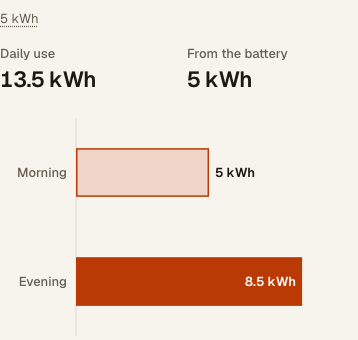 5 kWh
Daily use
From the battery
13.5 kWh
5 kWh
Morning
5 kWh
Evening
8.5 kWh